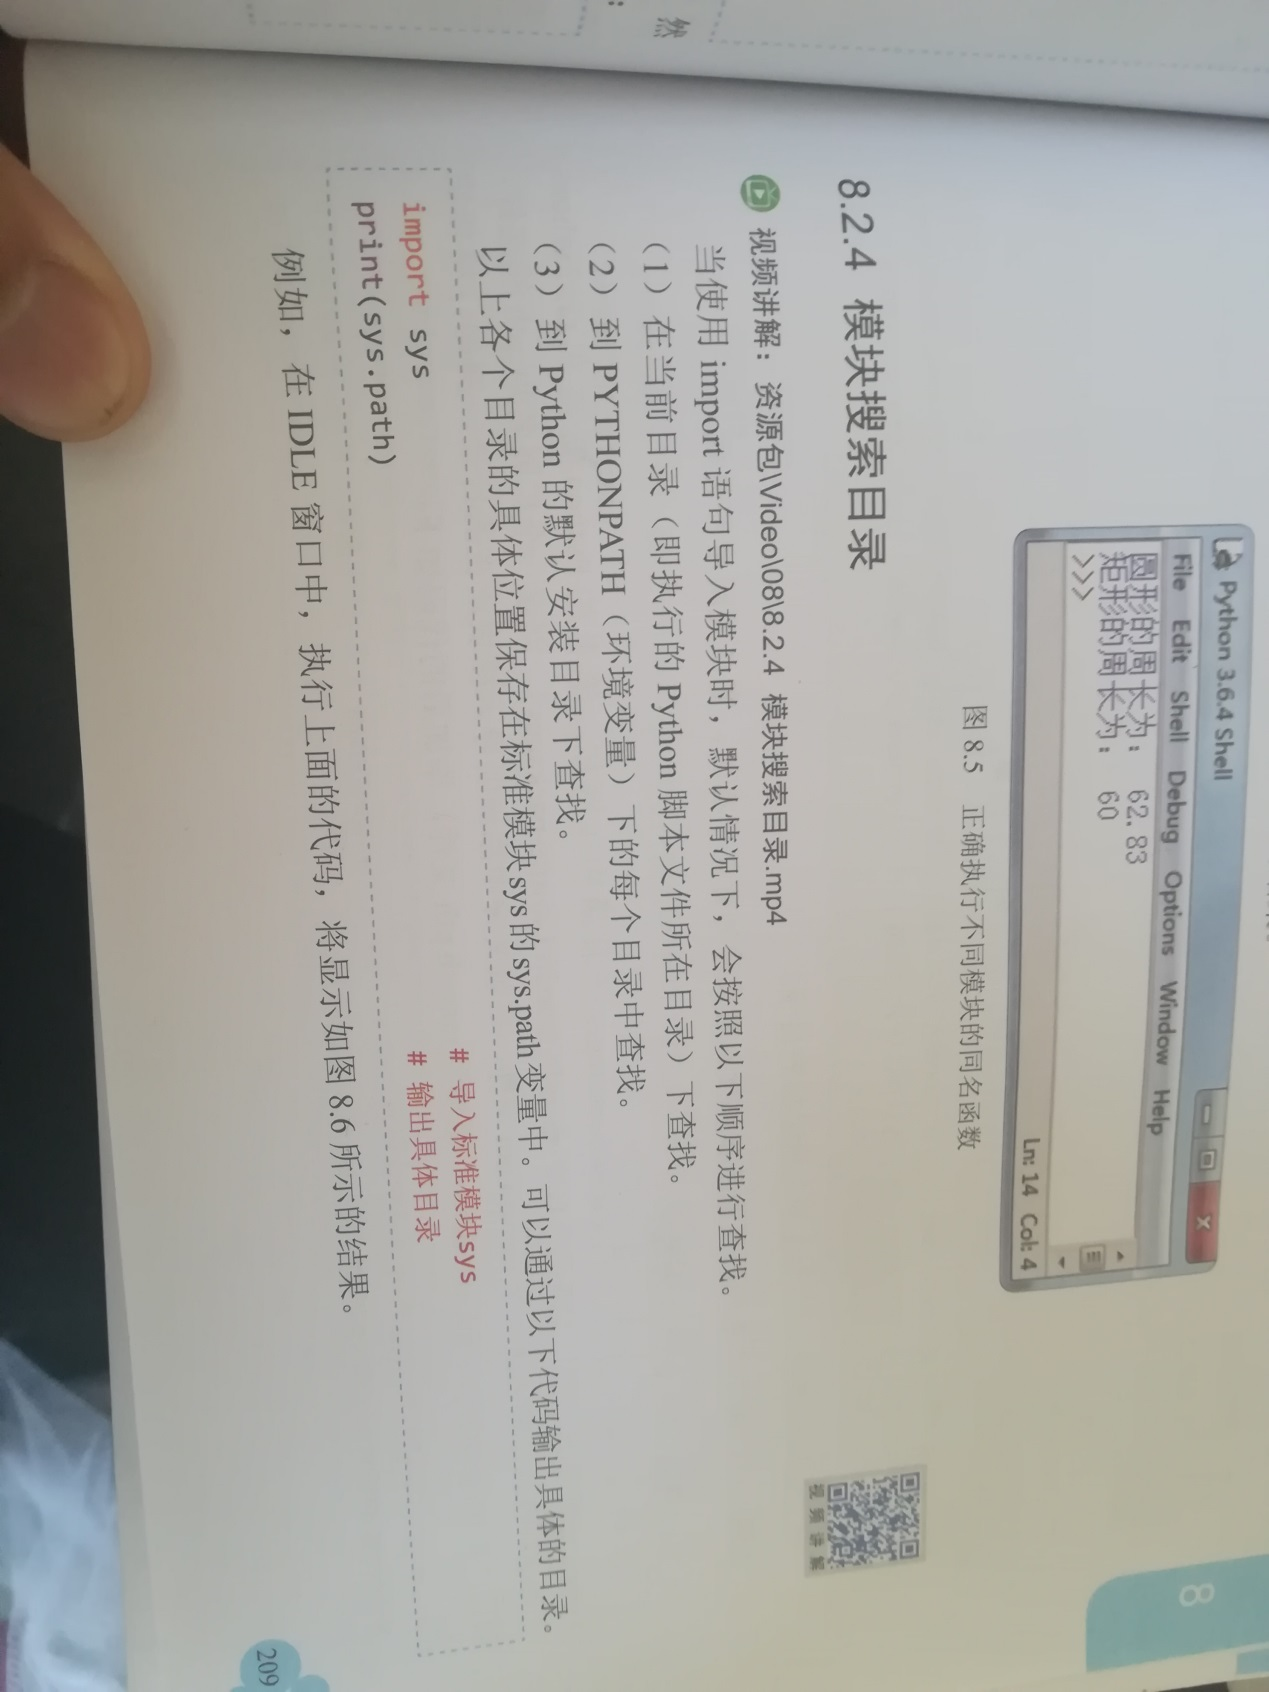 然
8
Python 3.6.4 Shell
File Edit Shell Debug Options Window Help
圆形的周长为： 62.83
矩形的周长为： 60
>>>
Ln: 14 Col: 4
图 8.5 正确执行不同模块的同名函数
8.2.4 模块搜索目录
视频讲解
视频讲解：资源包\Video\08\8.2.4 模块搜索目录.mp4
当使用 import 语句导入模块时，默认情况下，会按照以下顺序进行查找。
（1）在当前目录（即执行的 Python 脚本文件所在目录）下查找。
（2）到 PYTHONPATH（环境变量）下的每个目录中查找。
（3）到 Python 的默认安装目录下查找。
以上各个目录的具体位置保存在标准模块 sys 的 sys.path 变量中。可以通过以下代码输出具体的目录。
import sys # 导入标准模块sys
print(sys.path) # 输出具体目录
例如，在 IDLE 窗口中，执行上面的代码，将显示如图 8.6 所示的结果。
209